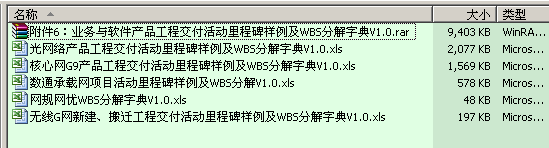 名称 大小 类型
附件6：业务与软件产品工程交付活动里程碑样例及WBS分解字典V1.0.rar 9,403 KB WinRA...
光网络产品工程交付活动里程碑样例及WBS分解字典V1.0.xls 2,077 KB Micros...
核心网G9产品工程交付活动里程碑样例及WBS分解字典V1.0.xls 1,569 KB Micros...
数通承载网项目活动里程碑样例及WBS分解V1.0.xls 578 KB Micros...
网规网忧WBS分解字典V1.0.xls 48 KB Micros...
无线G网新建、搬迁工程交付活动里程碑样例及WBS分解字典V1.0.xls 197 KB Micros...